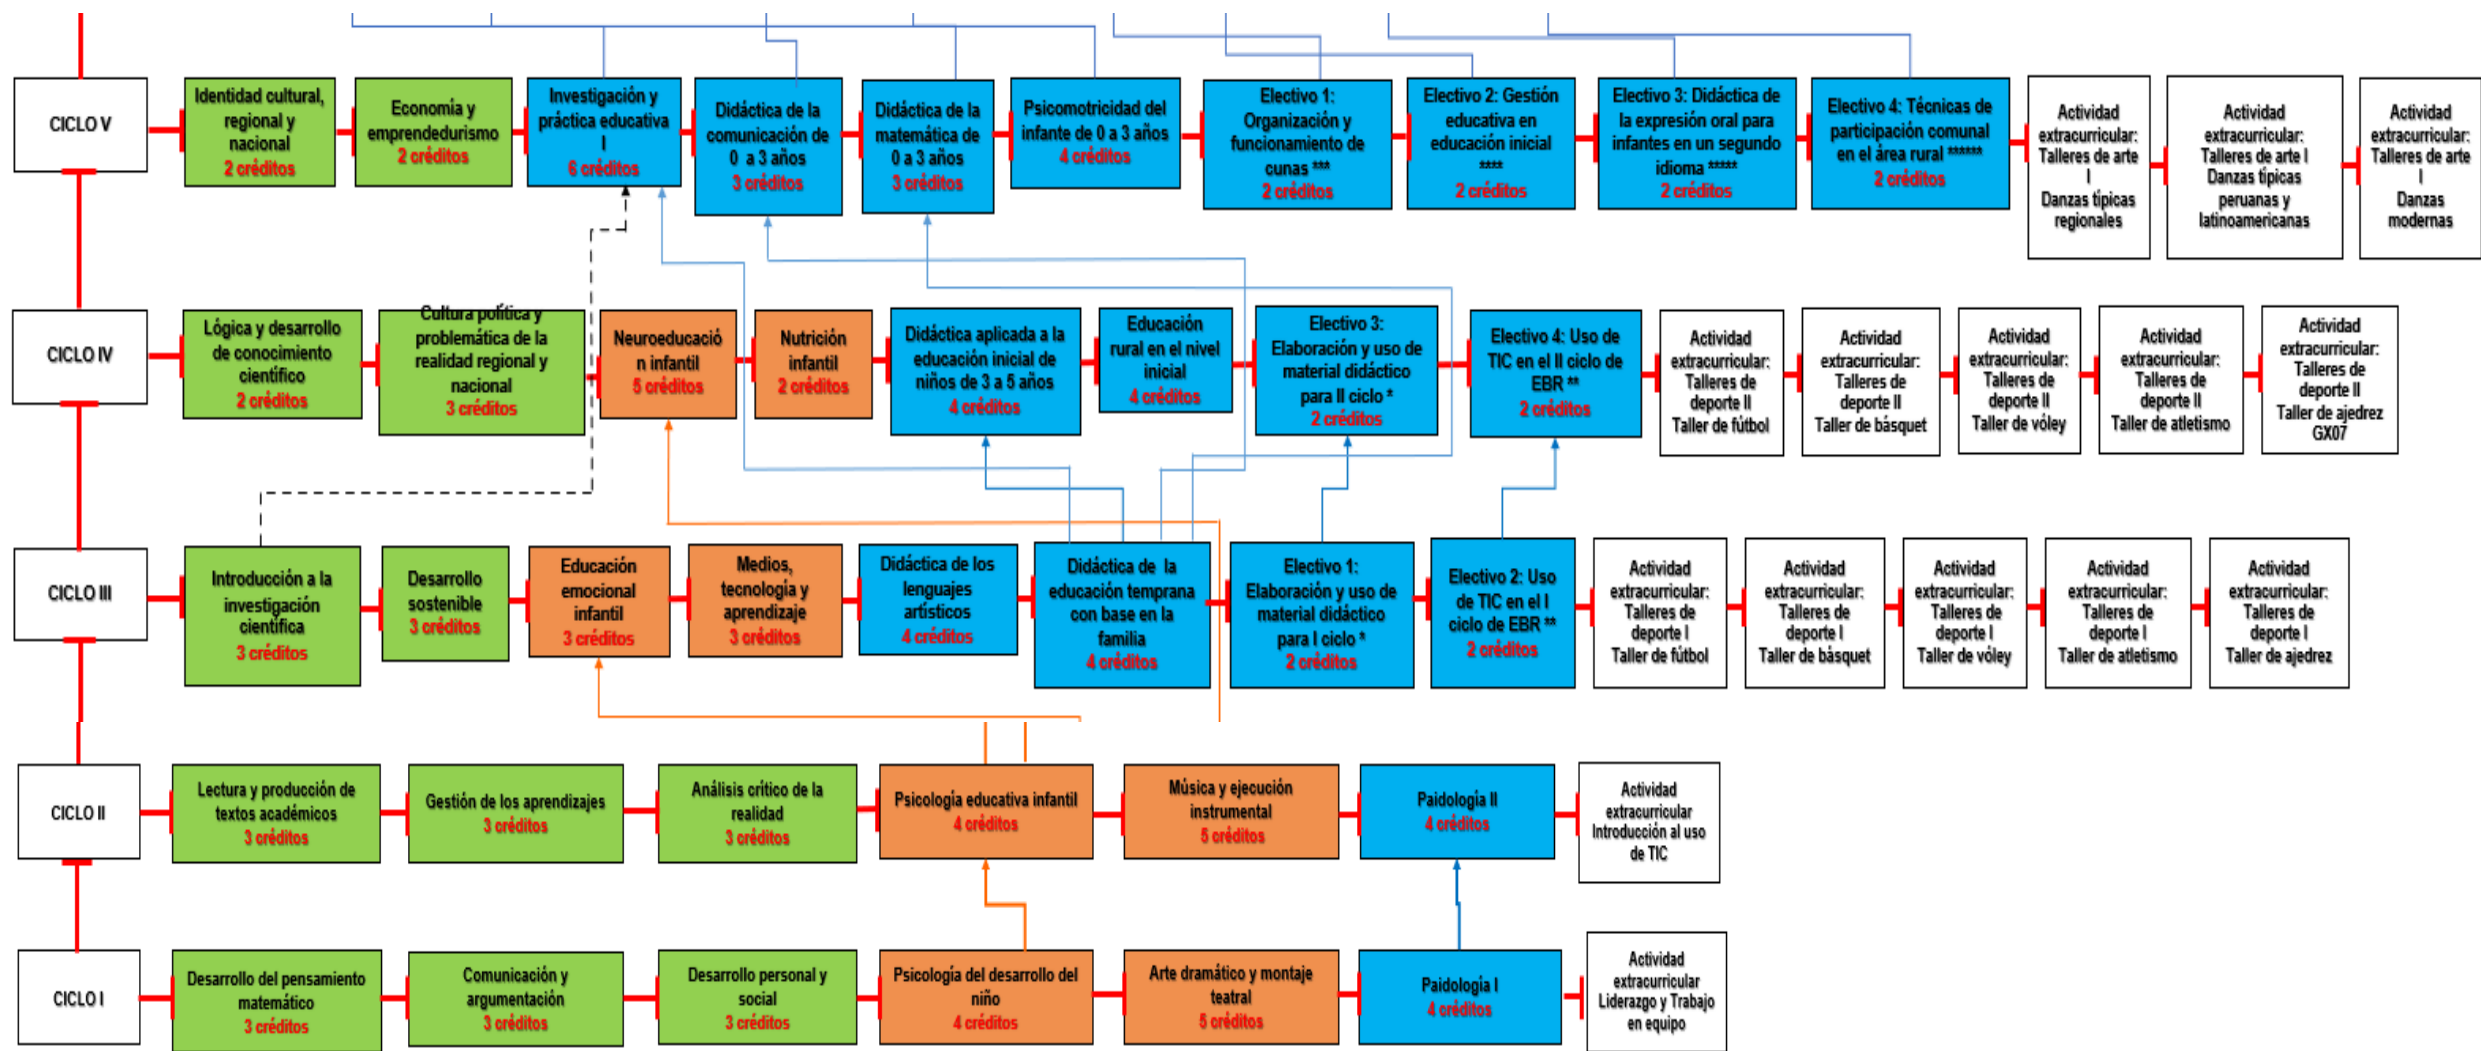 CICLO V
Identidad cultural,
regional y
nacional
2 créditos
Economía y
emprendedurismo
2 créditos
Investigación y
práctica educativa
I
6 créditos
Didáctica de la
comunicación de
0 a 3 años
3 créditos
Didáctica de la
matemática de
0 a 3 años
3 créditos
Psicomotricidad del
infante de 0 a 3 años
4 créditos
Electivo 1:
Organización y
funcionamiento de
cunas ***
2 créditos
Electivo 2: Gestión
educativa en
educación inicial
****
2 créditos
Electivo 3: Didáctica de
la expresión oral para
infantes en un segundo
idioma *****
2 créditos
Electivo 4: Técnicas de
participación comunal
en el área rural ******
2 créditos
Actividad
extracurricular:
Talleres de arte
I
Danzas típicas
regionales
Actividad
extracurricular:
Talleres de arte I
Danzas típicas
peruanas y
latinoamericanas
Actividad
extracurricular:
Talleres de arte
I
Danzas
modernas
CICLO IV
Lógica y desarrollo
de conocimiento
científico
2 créditos
Cultura política y
problemática de la
realidad regional y
nacional
3 créditos
Neuroeducació
n infantil
5 créditos
Nutrición
infantil
2 créditos
Didáctica aplicada a la
educación inicial de
niños de 3 a 5 años
4 créditos
Educación
rural en el nivel
inicial
4 créditos
Electivo 3:
Elaboración y uso de
material didáctico
para II ciclo *
2 créditos
Electivo 4: Uso de
TIC en el II ciclo de
EBR **
2 créditos
Actividad
extracurricular:
Talleres de
deporte II
Taller de fútbol
Actividad
extracurricular:
Talleres de
deporte II
Taller de básquet
Actividad
extracurricular:
Talleres de
deporte II
Taller de vóley
Actividad
extracurricular:
Talleres de
deporte II
Taller de atletismo
Actividad
extracurricular:
Talleres de
deporte II
Taller de ajedrez
GX07
CICLO III
Introducción a la
investigación
científica
3 créditos
Desarrollo
sostenible
3 créditos
Educación
emocional
infantil
3 créditos
Medios,
tecnología y
aprendizaje
3 créditos
Didáctica de los
lenguajes
artísticos
4 créditos
Didáctica de la
educación temprana
con base en la
familia
4 créditos
Electivo 1:
Elaboración y uso de
material didáctico
para I ciclo *
2 créditos
Electivo 2: Uso
de TIC en el I
ciclo de EBR **
2 créditos
Actividad
extracurricular:
Talleres de
deporte I
Taller de fútbol
Actividad
extracurricular:
Talleres de
deporte I
Taller de básquet
Actividad
extracurricular:
Talleres de
deporte I
Taller de vóley
Actividad
extracurricular:
Talleres de
deporte I
Taller de atletismo
Actividad
extracurricular:
Talleres de
deporte I
Taller de ajedrez
CICLO II
Lectura y producción de
textos académicos
3 créditos
Gestión de los aprendizajes
3 créditos
Análisis crítico de la
realidad
3 créditos
Psicología educativa infantil
4 créditos
Música y ejecución
instrumental
5 créditos
Paidología II
4 créditos
Actividad
extracurricular
Introducción al uso
de TIC
CICLO I
Desarrollo del pensamiento
matemático
3 créditos
Comunicación y
argumentación
3 créditos
Desarrollo personal y
social
3 créditos
Psicología del desarrollo del
niño
4 créditos
Arte dramático y montaje
teatral
5 créditos
Paidología I
4 créditos
Actividad
extracurricular
Liderazgo y Trabajo
en equipo